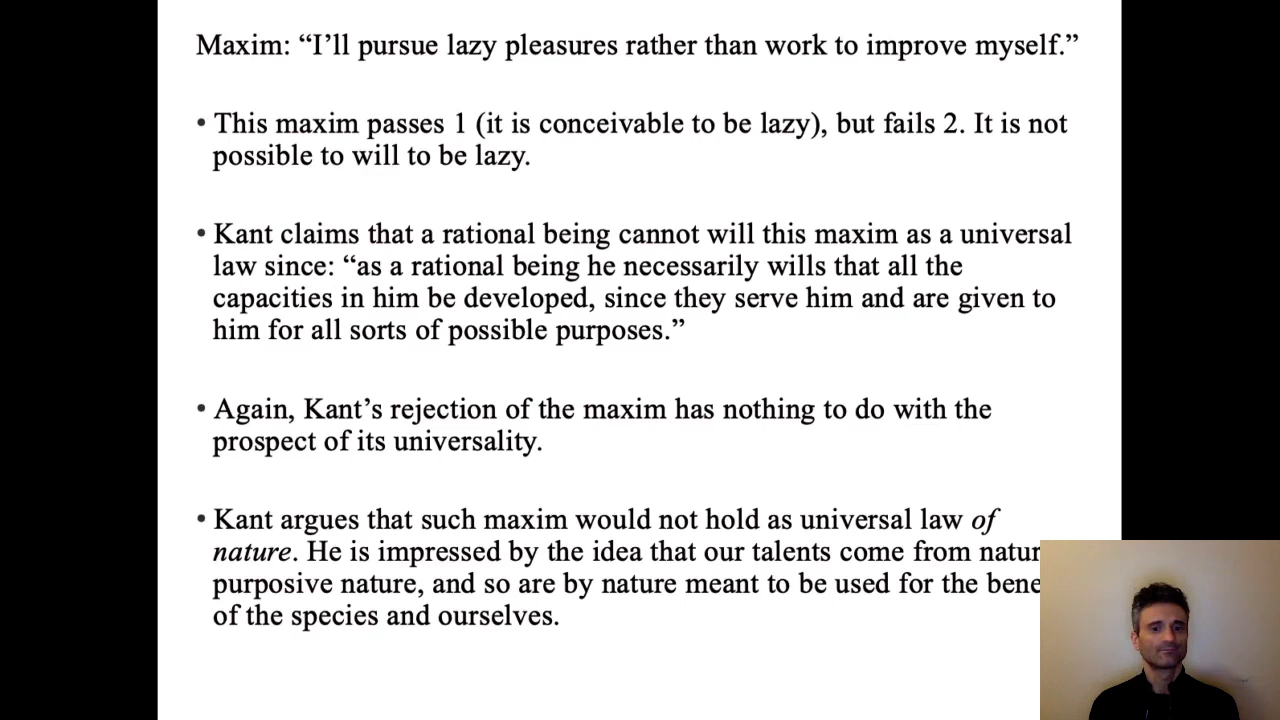 Maxim: “I’ll pursue lazy pleasures rather than work to improve myself.”
• This maxim passes 1 (it is conceivable to be lazy), but fails 2. It is not
possible to will to be lazy.
• Kant claims that a rational being cannot will this maxim as a universal
law since: “as a rational being he necessarily wills that all the
capacities in him be developed, since they serve him and are given to
him for all sorts of possible purposes.”
• Again, Kant’s rejection of the maxim has nothing to do with the
prospect of its universality.
• Kant argues that such maxim would not hold as universal law of
nature. He is impressed by the idea that our talents come from
purposive nature, and so are by nature meant to be used for the
of the species and ourselves.